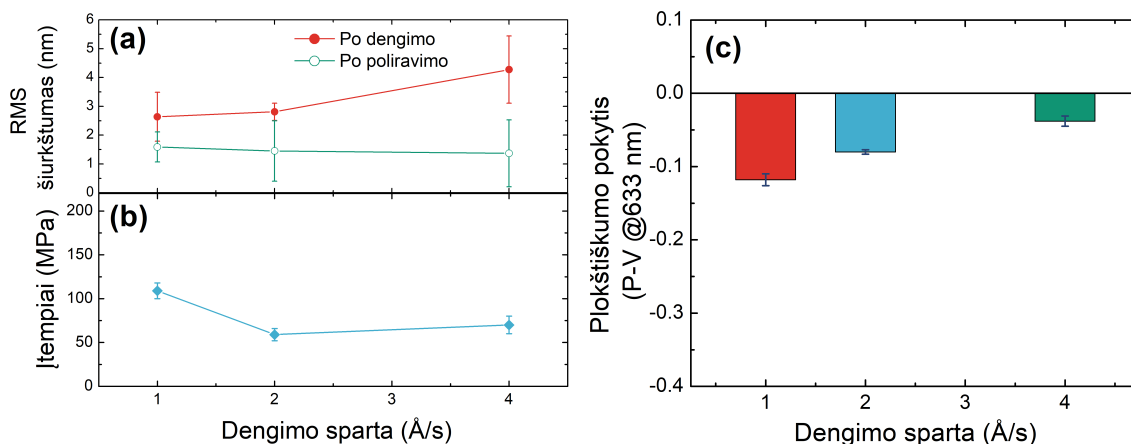 (a)
Po dengimo
Po poliravimo
RMS
šiurkštumas (nm)
6
5
4
3
2
1
0
(b)
Įtempiai (MPa)
200
150
100
50
0
1 2 3 4
Dengimo sparta (Å/s)
(c)
Plokštiškumo pokytis
(P-V @633 nm)
0.1
0.0
-0.1
-0.2
-0.3
-0.4
1 2 3 4
Dengimo sparta (Å/s)